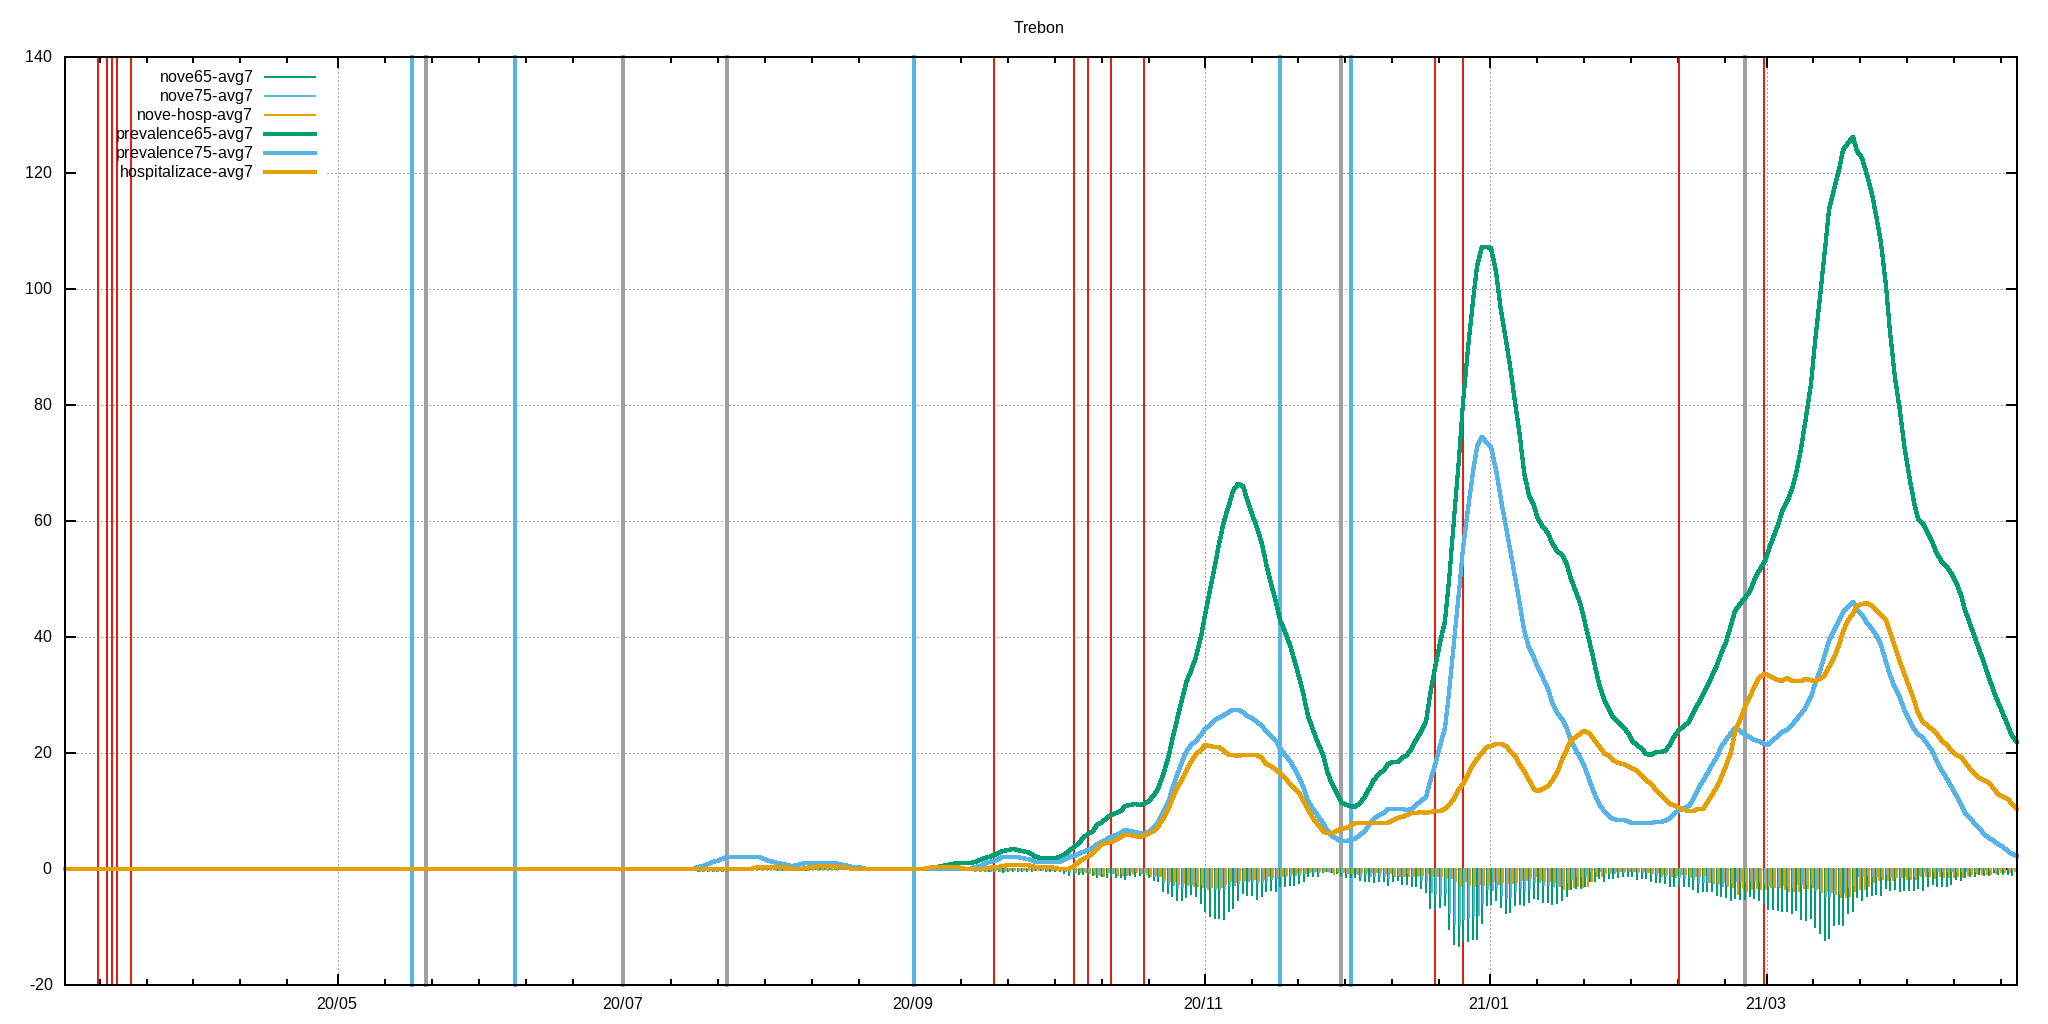 Trebon
140
nove65-avg7
nove75-avg7
nove-hosp-avg7
prevalence65-avg7
prevalence75-avg7
hospitalizace-avg7
120
100
80
60
40
20
0
-20
20/05 20/07 20/09 20/11 21/01 21/03